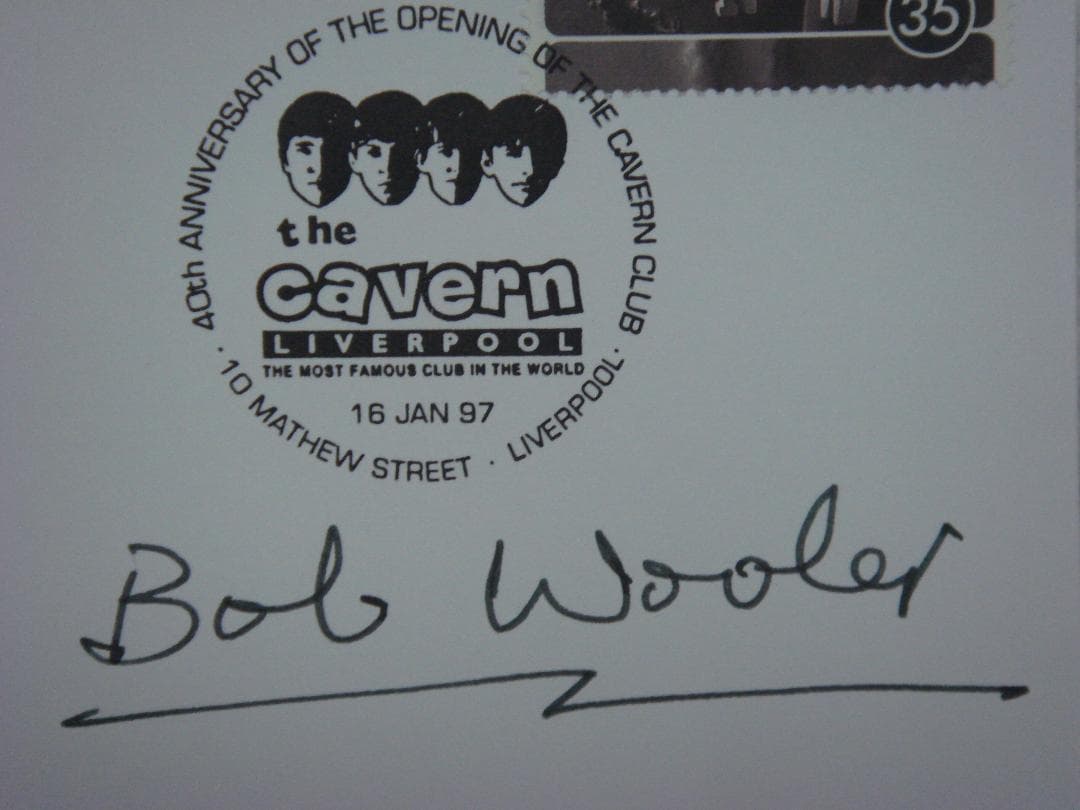 35
40th ANNIVERSARY OF THE OPENING OF THE CAVERN CLUB
the
cavern
LIVERPOOL
THE MOST FAMOUS CLUB IN THE WORLD
16 JAN 97
· 10 MATHEW STREET · LIVERPOOL ·
Bob Wooler